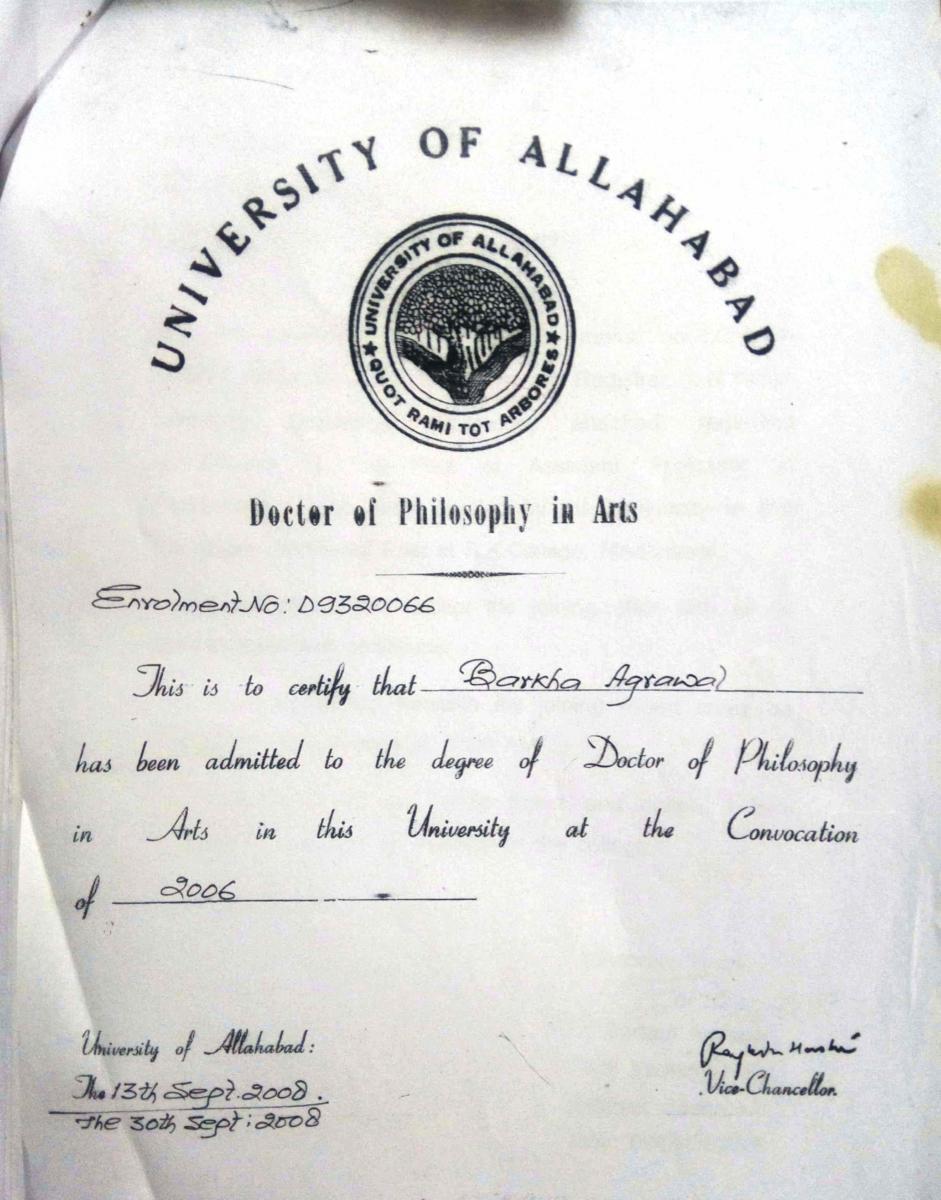 UNIVERSITY OF ALLAHABAD
UNIVERSITY OF ALLAHABAD
QUOT RAMI TOT ARBORES
Doctor of Philosophy in Arts
Enrolment No: D9320066
This is to certify that Barkha Agrawal
has been admitted to the degree of Doctor of Philosophy
in Arts in this University at the Convocation
of 2006
University of Allahabad:
The 13th Sept. 2008.
The 30th Sept: 2008
Vice-Chancellor.